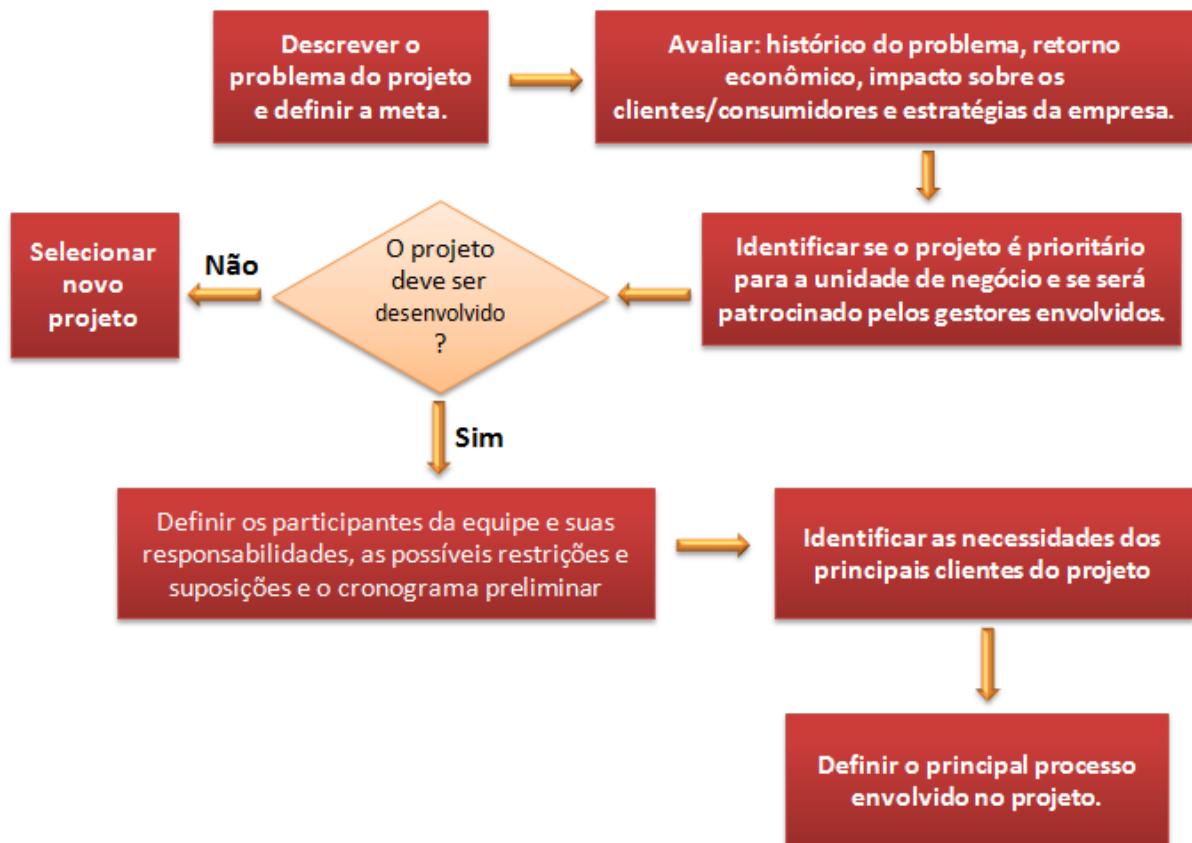 Descrever o
problema do projeto
e definir a meta.
Avaliar: histórico do problema, retorno
econômico, impacto sobre os
clientes/consumidores e estratégias da empresa.
Identificar se o projeto é prioritário
para a unidade de negócio e se será
patrocinado pelos gestores envolvidos.
O projeto
deve ser
desenvolvido
?
Não
Selecionar
novo
projeto
Sim
Definir os participantes da equipe e suas
responsabilidades, as possíveis restrições e
suposições e o cronograma preliminar
Identificar as necessidades dos
principais clientes do projeto
Definir o principal processo
envolvido no projeto.